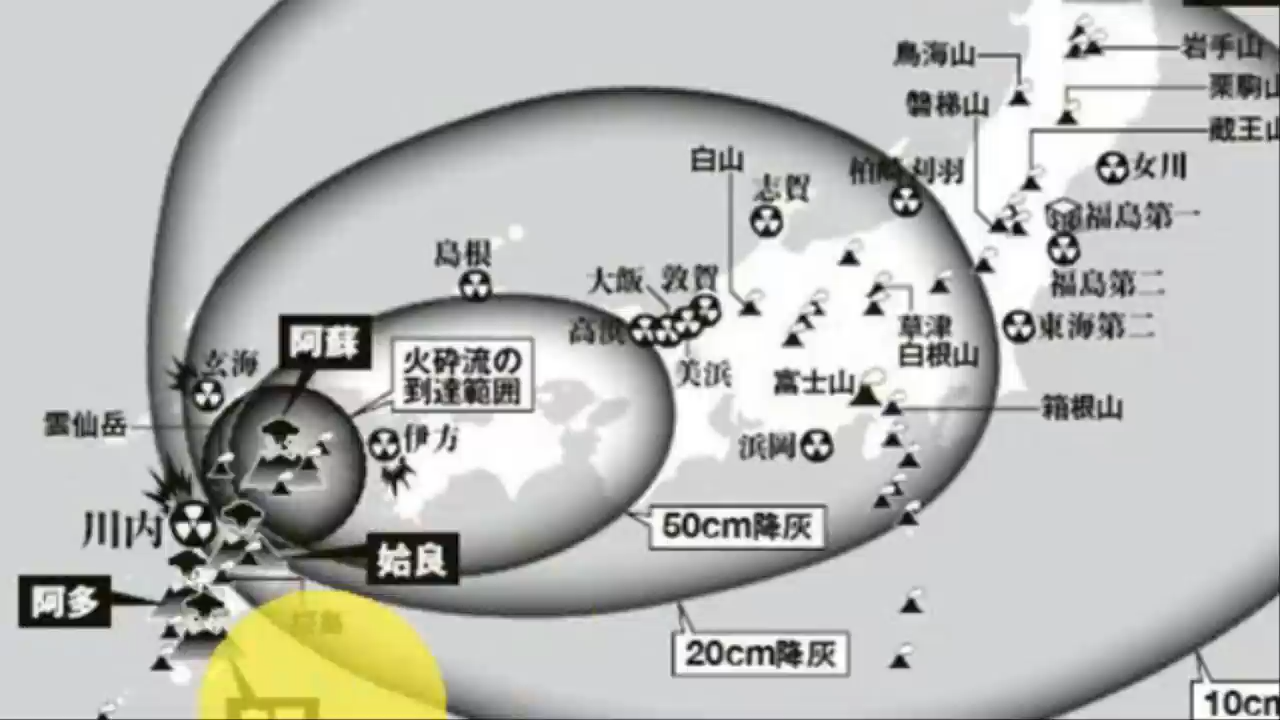 鳥海山
岩手山
栗駒山
磐梯山
蔵王山
白山
志賀
柏崎刈羽
女川
福島第一
島根
大飯 敦賀
福島第二
高浜
草津
白根山
東海第二
阿蘇
火砕流の
到達範囲
玄海
美浜
富士山
箱根山
雲仙岳
伊方
浜岡
川内
50cm降灰
姶良
阿多
20cm降灰
10cm